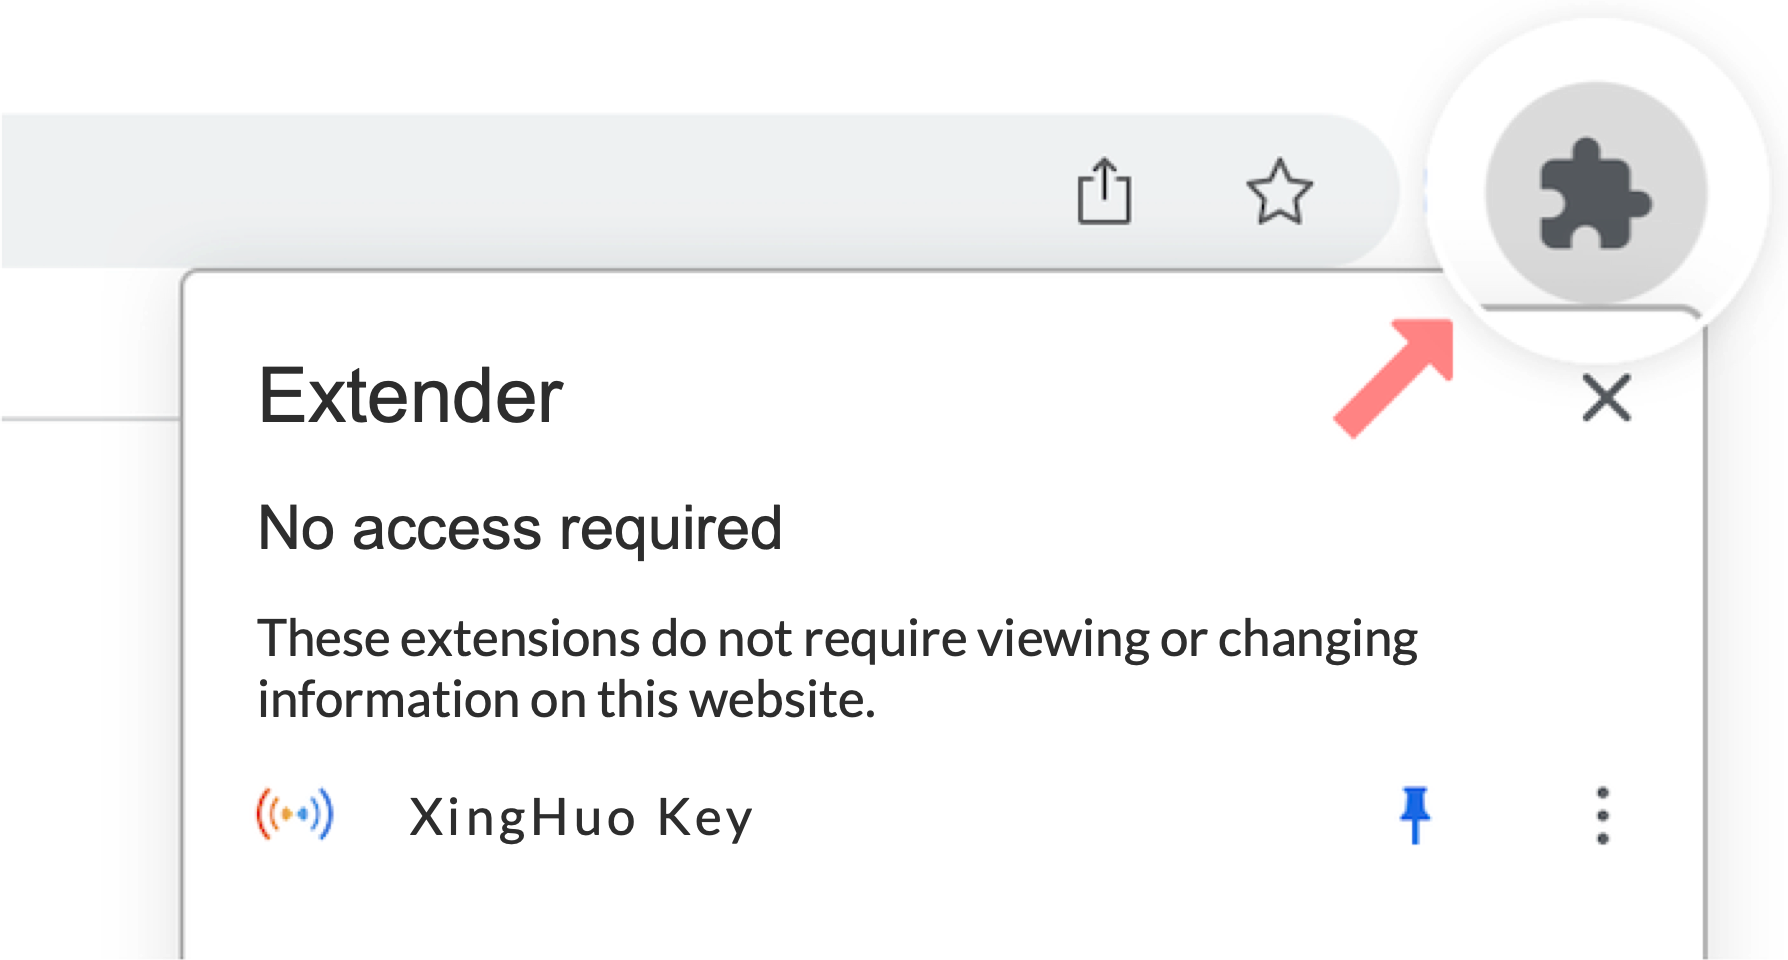 Extender
No access required
These extensions do not require viewing or changing
information on this website.
XingHuo Key